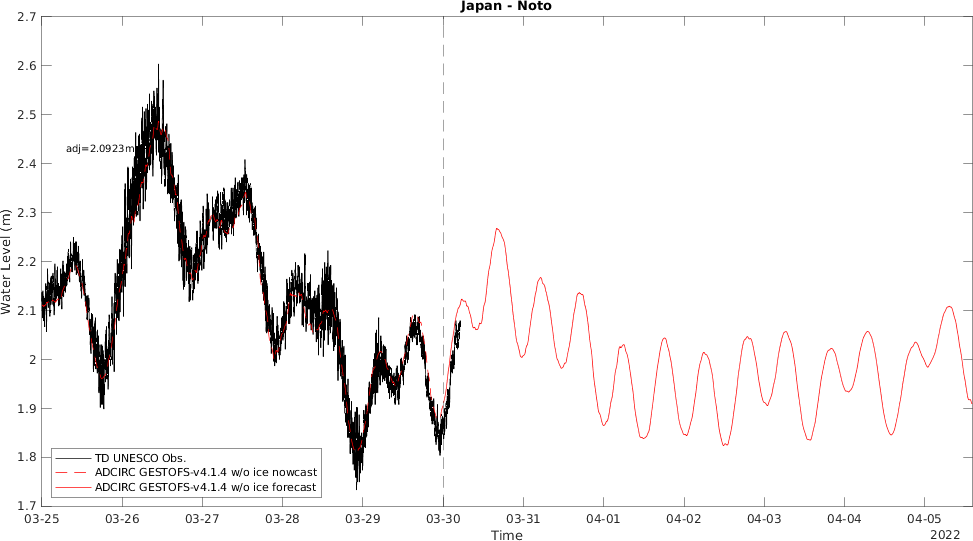 Japan - Noto
2.7
2.6
2.5
2.4
2.3
2.2
2.1
2
1.9
1.8
1.7
Water Level (m)
adj=2.0923m
TD UNESCO Obs.
ADCIRC GESTOFS-v4.1.4 w/o ice nowcast
ADCIRC GESTOFS-v4.1.4 w/o ice forecast
03-25 03-26 03-27 03-28 03-29 03-30 03-31 04-01 04-02 04-03 04-04 04-05
Time
2022